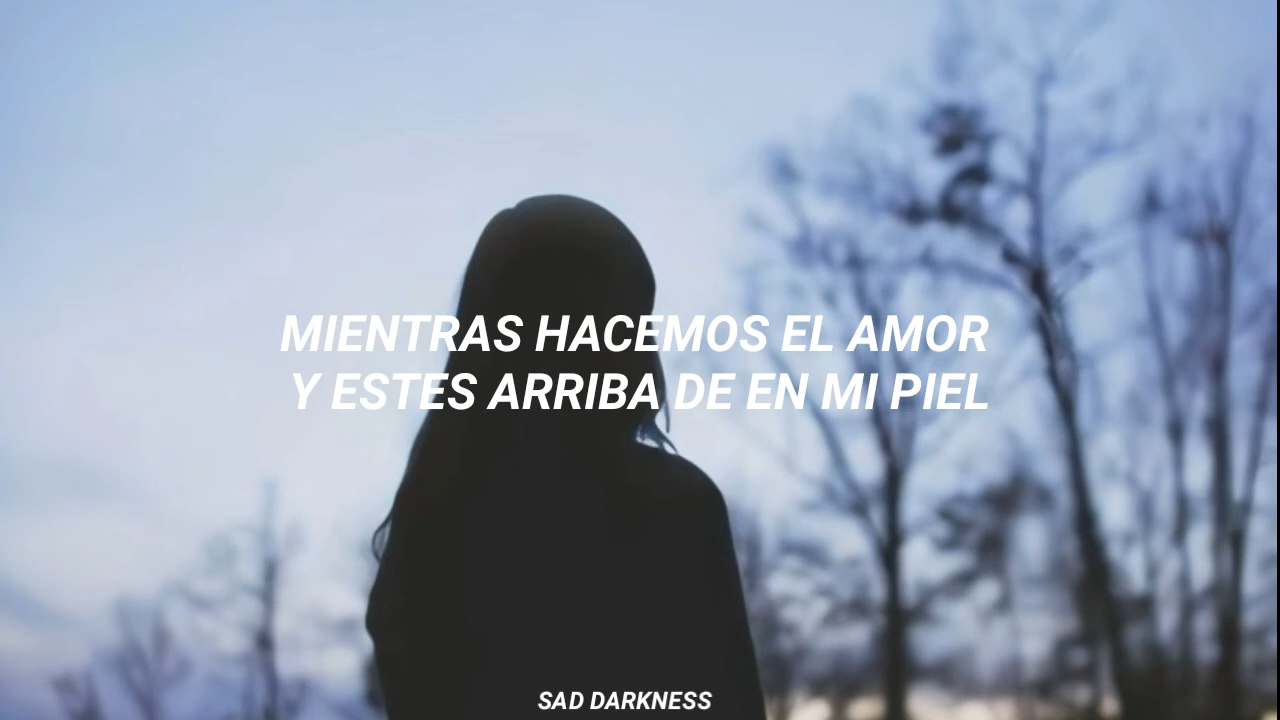 MIENTRAS HACEMOS EL AMOR
Y ESTES ARRIBA DE EN MI PIEL
SAD DARKNESS